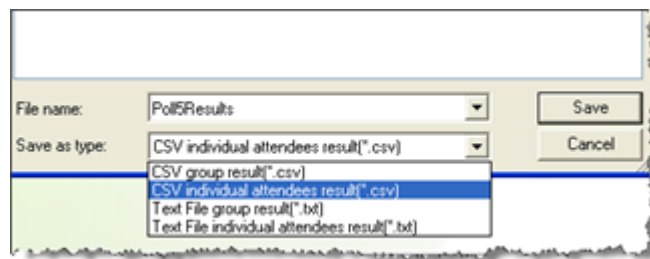 File name:
Poll5Results
Save
Save as type:
CSV individual attendees result(*.csv)
Cancel
CSV group result(*.csv)
CSV individual attendees result(*.csv)
Text File group result(*.txt)
Text File individual attendees result(*.txt)